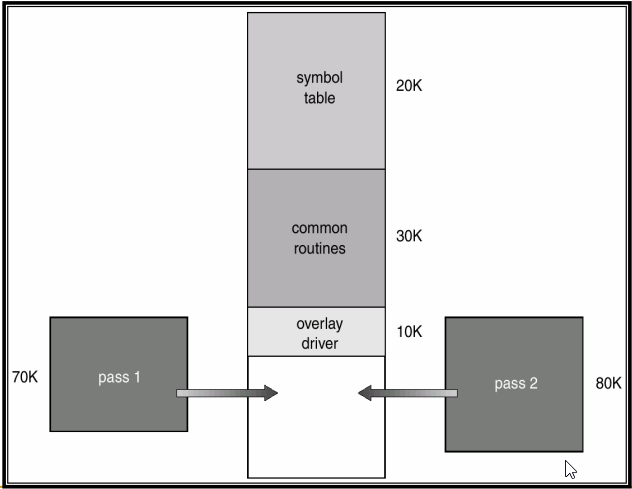 symbol
table
20K
common
routines
30K
overlay
driver
10K
pass 1
70K
pass 2
80K